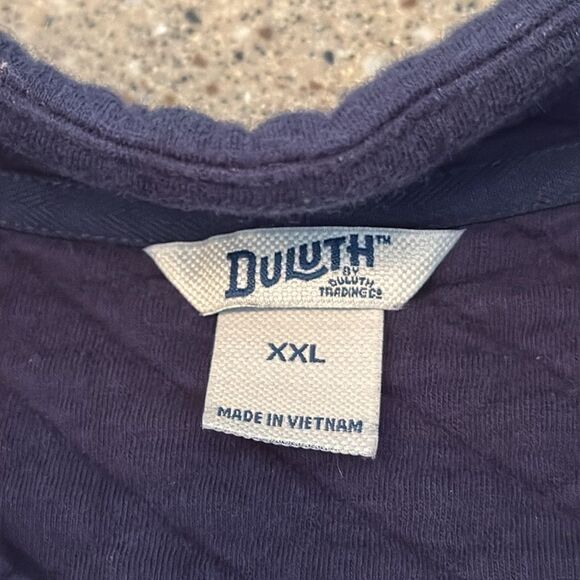 DULUTH™
BY
DULUTH
TRADING Cº
XXL
MADE IN VIETNAM